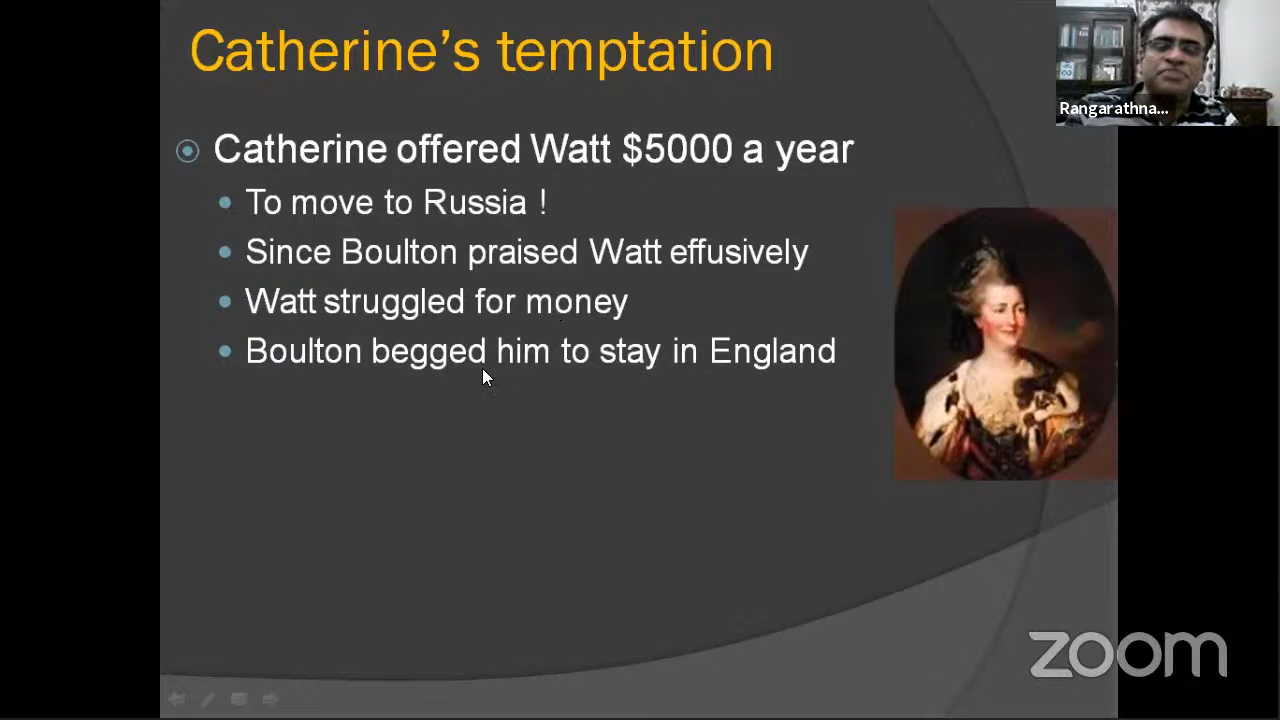 Catherine’s temptation
Rangarathna...
Catherine offered Watt $5000 a year
To move to Russia !
Since Boulton praised Watt effusively
Watt struggled for money
Boulton begged him to stay in England
zoom